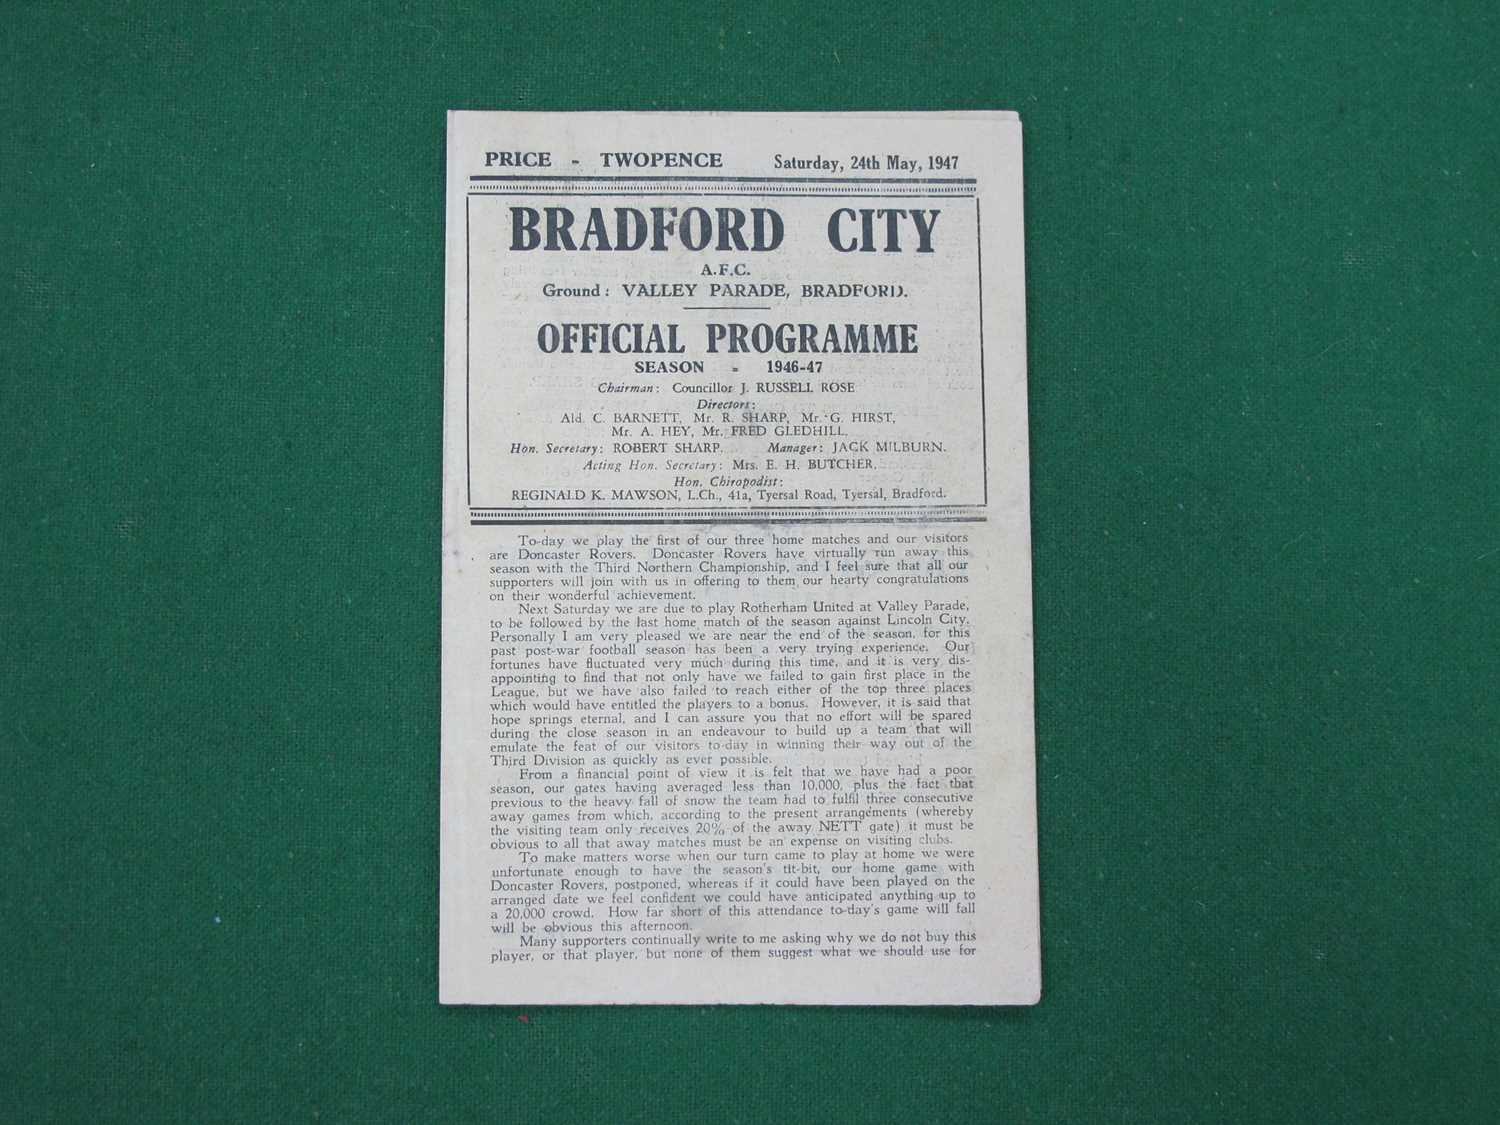 PRICE - TWOPENCE Saturday, 24th May, 1947
BRADFORD CITY
A.F.C.
Ground: VALLEY PARADE, BRADFORD.
OFFICIAL PROGRAMME
SEASON - 1946-47
Chairman: Councillor J. RUSSELL ROSE
Directors:
Ald. C. BARNETT, Mr. R. SHARP, Mr. G. HIRST,
Mr. A. HEY, Mr. FRED GLEDHILL.
Hon. Secretary: ROBERT SHARP. Manager: JACK MILBURN.
Acting Hon. Secretary: Mrs. E. H. BUTCHER.
Hon. Chiropodist:
REGINALD K. MAWSON, L.Ch., 41a, Tyersal Road, Tyersal, Bradford.
To-day we play the first of our three home matches and our visitors
are Doncaster Rovers. Doncaster Rovers have virtually run away this
season with the Third Northern Championship, and I feel sure that all our
supporters will join with us in offering to them our hearty congratulations
on their wonderful achievement.
Next Saturday we are due to play Rotherham United at Valley Parade,
to be followed by the last home match of the season against Lincoln City.
Personally I am very pleased we are near the end of the season, for this
past post-war football season has been a very trying experience. Our
fortunes have fluctuated very much during this time, and it is very dis-
appointing to find that not only have we failed to gain first place in the
League, but we have also failed to reach either of the top three places
which would have entitled the players to a bonus. However, it is said that
hope springs eternal, and I can assure you that no effort will be spared
during the close season in an endeavour to build up a team that will
emulate the feat of our visitors to-day in winning their way out of the
Third Division as quickly as ever possible.
From a financial point of view it is felt that we have had a poor
season, our gates having averaged less than 10,000, plus the fact that
previous to the heavy fall of snow the team had to fulfil three consecutive
away games from which, according to the present arrangements (whereby
the visiting team only receives 20% of the away NETT gate) it must be
obvious to all that away matches must be an expense on visiting clubs.
To make matters worse when our turn came to play at home we were
unfortunate enough to have the season's tit-bit, our home game with
Doncaster Rovers, postponed, whereas if it could have been played on the
arranged date we feel confident we could have anticipated anything up to
a 20,000 crowd. How far short of this attendance to-day's game will fall
will be obvious this afternoon.
Many supporters continually write to me asking why we do not buy this
player, or that player, but none of them suggest what we should use for